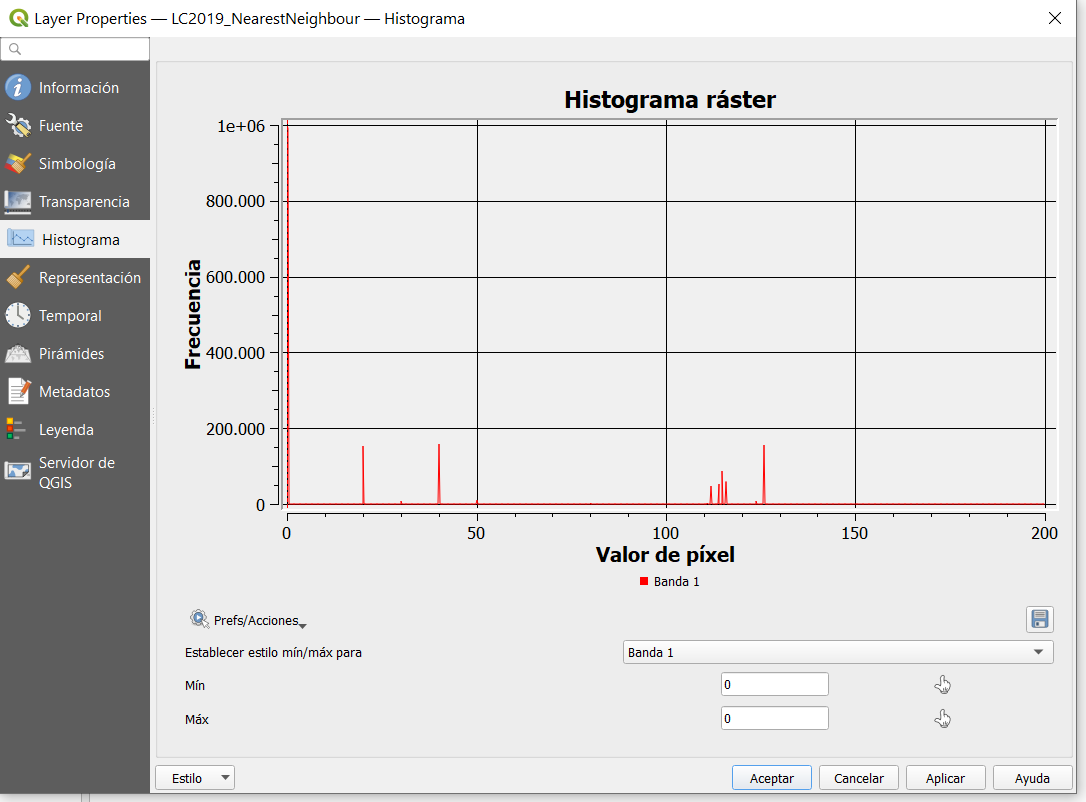 Layer Properties — LC2019_NearestNeighbour — Histograma
Información
Fuente
Simbología
Transparencia
Histograma
Representación
Temporal
Pirámides
Metadatos
Leyenda
Servidor de
QGIS
Histograma ráster
Frecuencia
1e+06
800.000
600.000
400.000
200.000
0
0 50 100 150 200
Valor de píxel
Banda 1
Prefs/Acciones
Establecer estilo mín/máx para Banda 1
Mín 0
Máx 0
Estilo Aceptar Cancelar Aplicar Ayuda